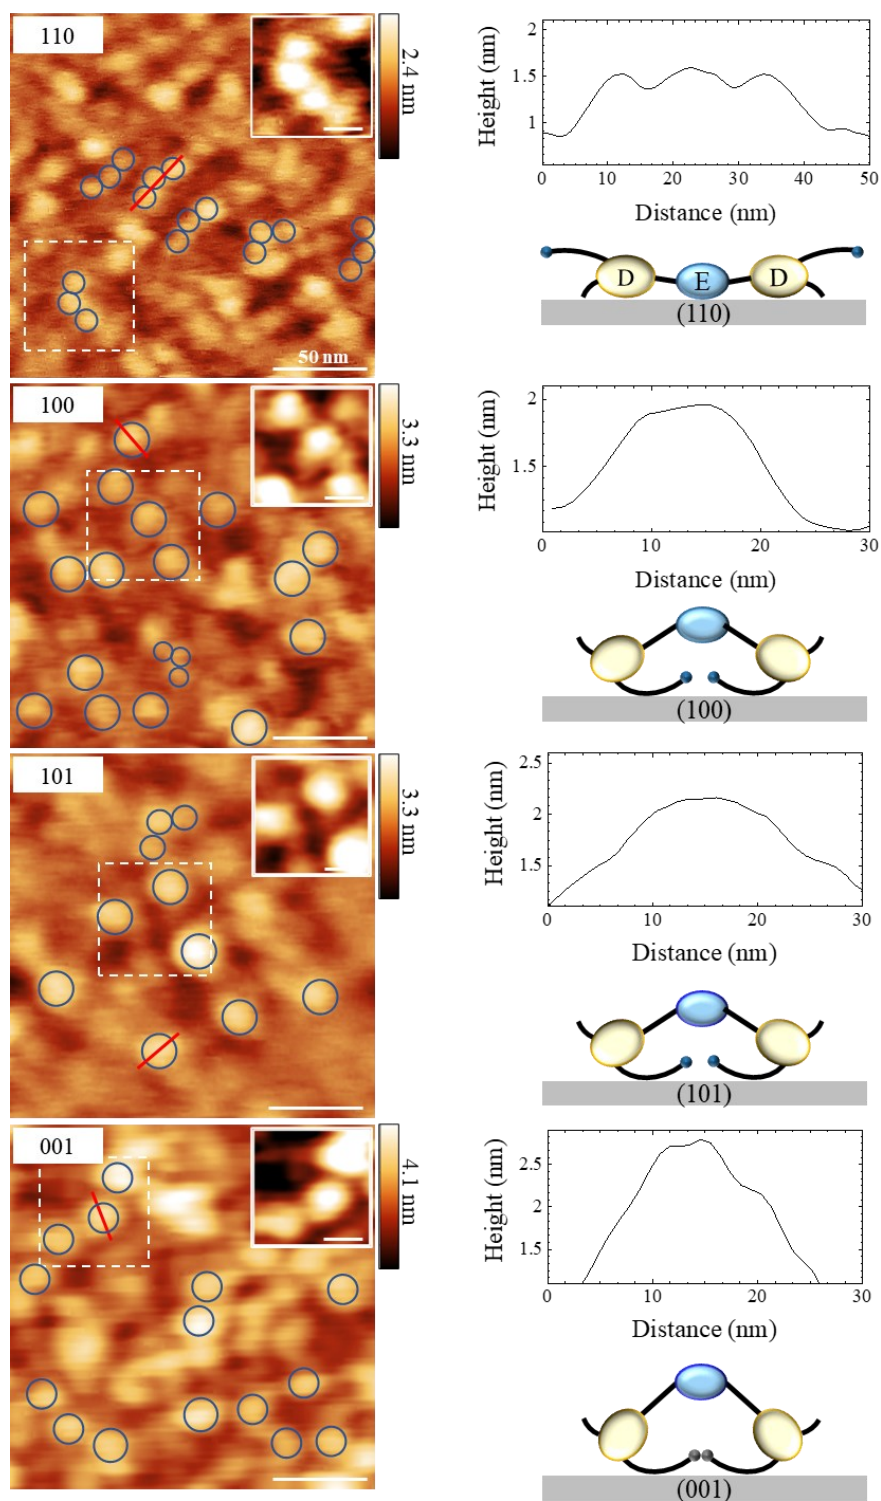 110
2.4 nm
50 nm
2
1.5
1
Height (nm)
0 10 20 30 40 50
Distance (nm)
D E D
(110)
100
3.3 nm
2
1.5
Height (nm)
0 10 20 30
Distance (nm)
(100)
101
3.3 nm
2.5
2
1.5
Height (nm)
0 10 20 30
Distance (nm)
(101)
001
4.1 nm
2.5
2
1.5
Height (nm)
0 10 20 30
Distance (nm)
(001)